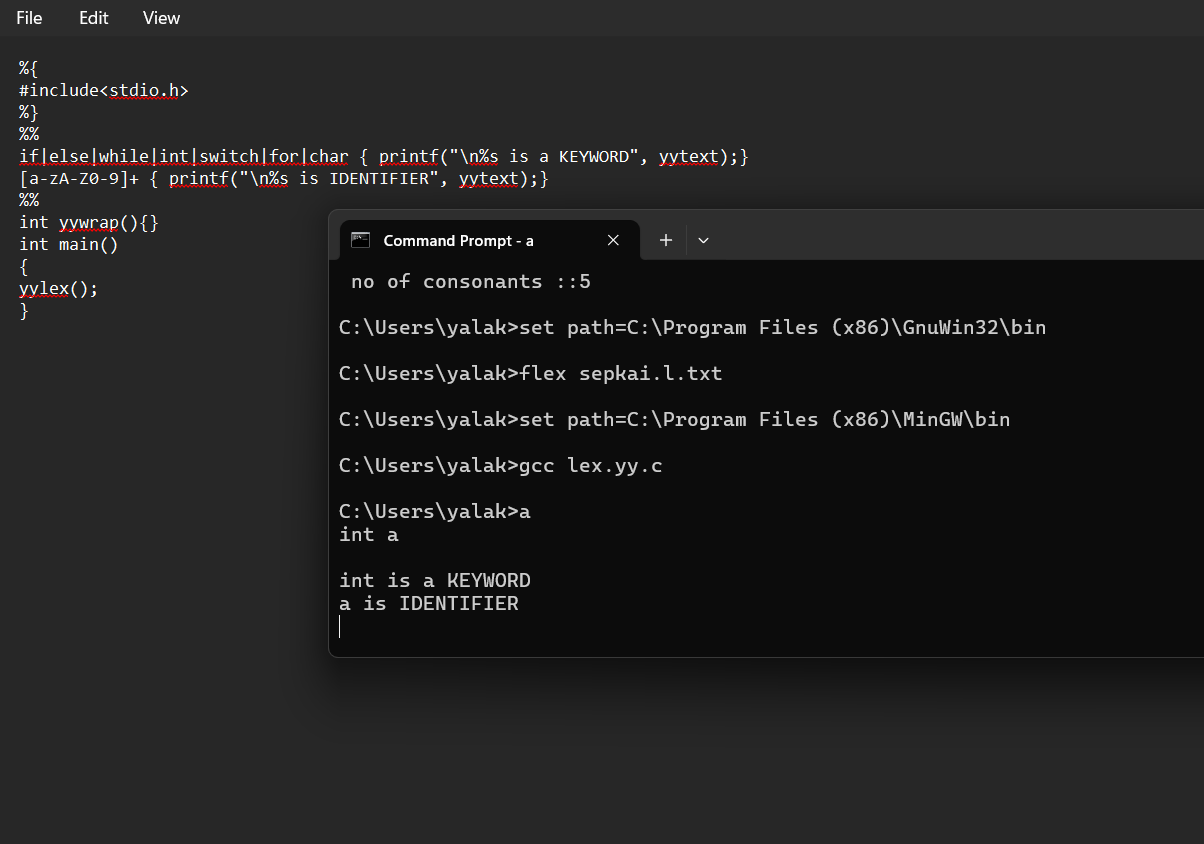 File Edit View
%{
#include<stdio.h>
%}
%%
if|else|while|int|switch|for|char { printf("\n%s is a KEYWORD", yytext);}
[a-zA-Z0-9]+ { printf("\n%s is IDENTIFIER", yytext);}
%%
int yywrap(){}
int main()
{
yylex();
}
Command Prompt - a
no of consonants ::5
C:\Users\yalak>set path=C:\Program Files (x86)\GnuWin32\bin
C:\Users\yalak>flex sepkai.l.txt
C:\Users\yalak>set path=C:\Program Files (x86)\MinGW\bin
C:\Users\yalak>gcc lex.yy.c
C:\Users\yalak>a
int a
int is a KEYWORD
a is IDENTIFIER